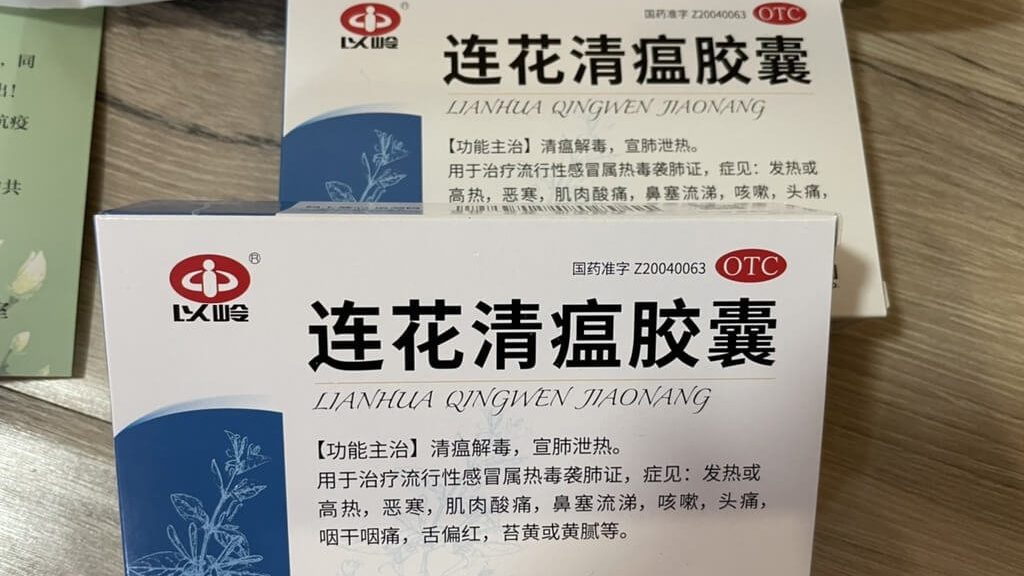 ，同
抗疫
共
以岭
®
国药准字 Z20040063 OTC
连花清瘟胶囊
LIANHUA QINGWEN JIAONANG
【功能主治】清瘟解毒，宣肺泄热。
用于治疗流行性感冒属热毒袭肺证，症见：发热或
高热，恶寒，肌肉酸痛，鼻塞流涕，咳嗽，头痛，
以岭
®
国药准字 Z20040063 OTC
连花清瘟胶囊
LIANHUA QINGWEN JIAONANG
【功能主治】清瘟解毒，宣肺泄热。
用于治疗流行性感冒属热毒袭肺证，症见：发热或
高热，恶寒，肌肉酸痛，鼻塞流涕，咳嗽，头痛，
咽干咽痛，舌偏红，苔黄或黄腻等。